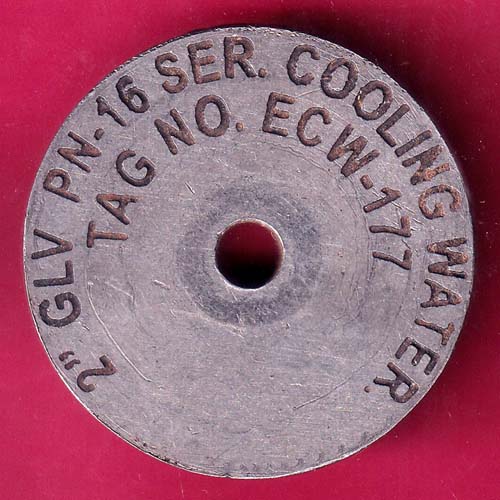 2" GLV PN-16 SER. COOLING WATER.
TAG NO. ECW-177